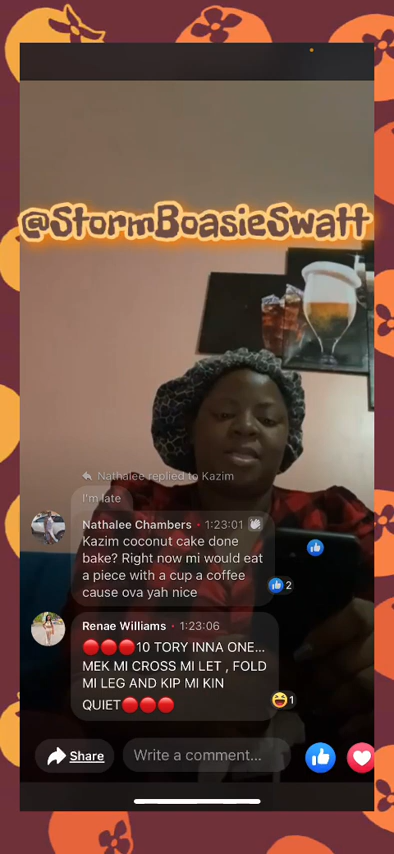 @StormBoasieSwatt
Nathalee replied to Kazim
I'm late
Nathalee Chambers • 1:23:01
Kazim coconut cake done
bake? Right now mi would eat
a piece with a cup a coffee
cause ova yah nice
2
Renae Williams • 1:23:06
🔴🔴🔴10 TORY INNA ONE...
MEK MI CROSS MI LET , FOLD
MI LEG AND KIP MI KIN
QUIET🔴🔴🔴
1
Share
Write a comment...